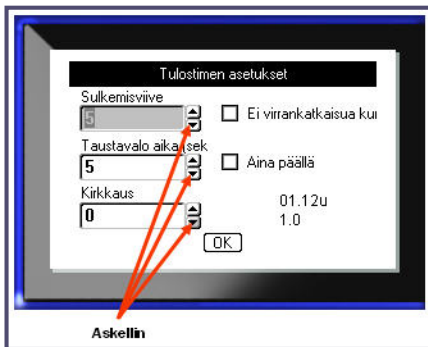 Tulostimen asetukset
Sulkemisviive
5
Ei virrankatkaisua kui
Taustavalo aika (sek
5
Aina päällä
Kirkkaus
0
01.12u
1.0
OK
Askellin